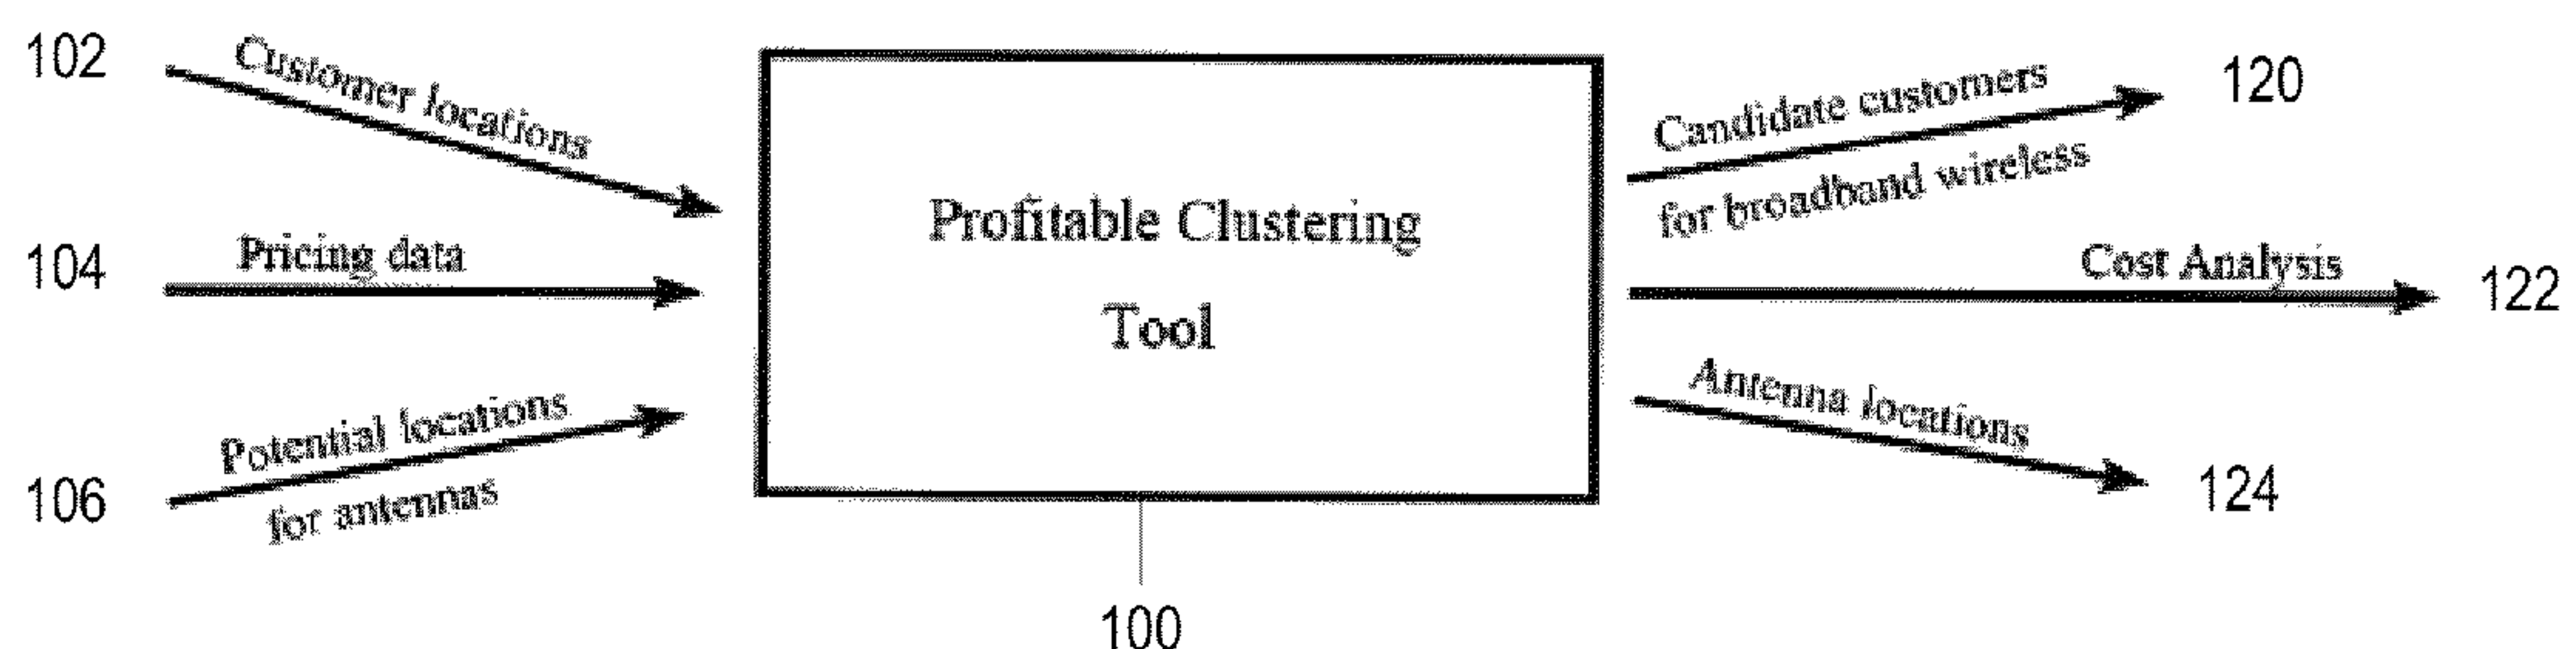 102
Customer locations
104
Pricing data
106
Potential locations
for antennas
Profitable Clustering
Tool
100
Candidate customers
for broadband wireless
120
Cost Analysis
122
Antenna locations
124